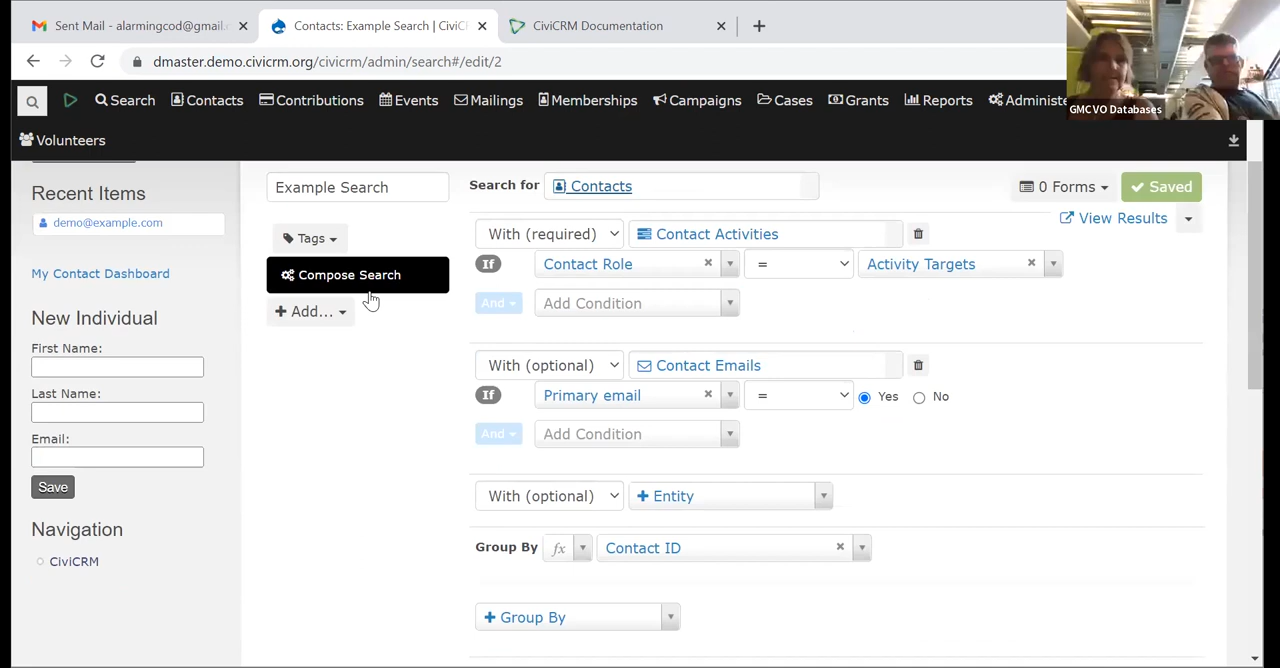 Sent Mail - alarmingcod@gmail.
Contacts: Example Search | CiviC
CiviCRM Documentation
dmaster.demo.civicrm.org/civicrm/admin/search#/edit/2
GMCVO Databases
Search Contacts Contributions Events Mailings Memberships Campaigns Cases Grants Reports Administe
Volunteers
Recent Items
demo@example.com
My Contact Dashboard
New Individual
First Name:
Last Name:
Email:
Save
Navigation
CiviCRM
Example Search
Tags
Compose Search
+ Add...
Search for Contacts
0 Forms
Saved
View Results
With (required) Contact Activities
If Contact Role = Activity Targets
And Add Condition
With (optional) Contact Emails
If Primary email = Yes No
And Add Condition
With (optional) + Entity
Group By fx Contact ID
+ Group By